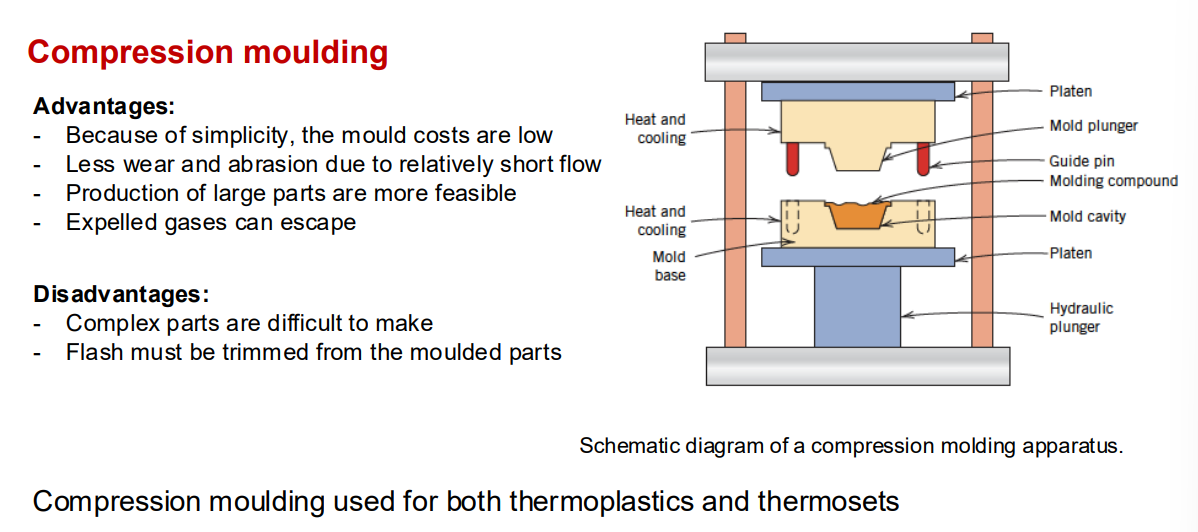 Compression moulding
Advantages:
- Because of simplicity, the mould costs are low
- Less wear and abrasion due to relatively short flow
- Production of large parts are more feasible
- Expelled gases can escape
Disadvantages:
- Complex parts are difficult to make
- Flash must be trimmed from the moulded parts
Heat and
cooling
Heat and
cooling
Mold
base
Platen
Mold plunger
Guide pin
Molding compound
Mold cavity
Platen
Hydraulic
plunger
Schematic diagram of a compression molding apparatus.
Compression moulding used for both thermoplastics and thermosets